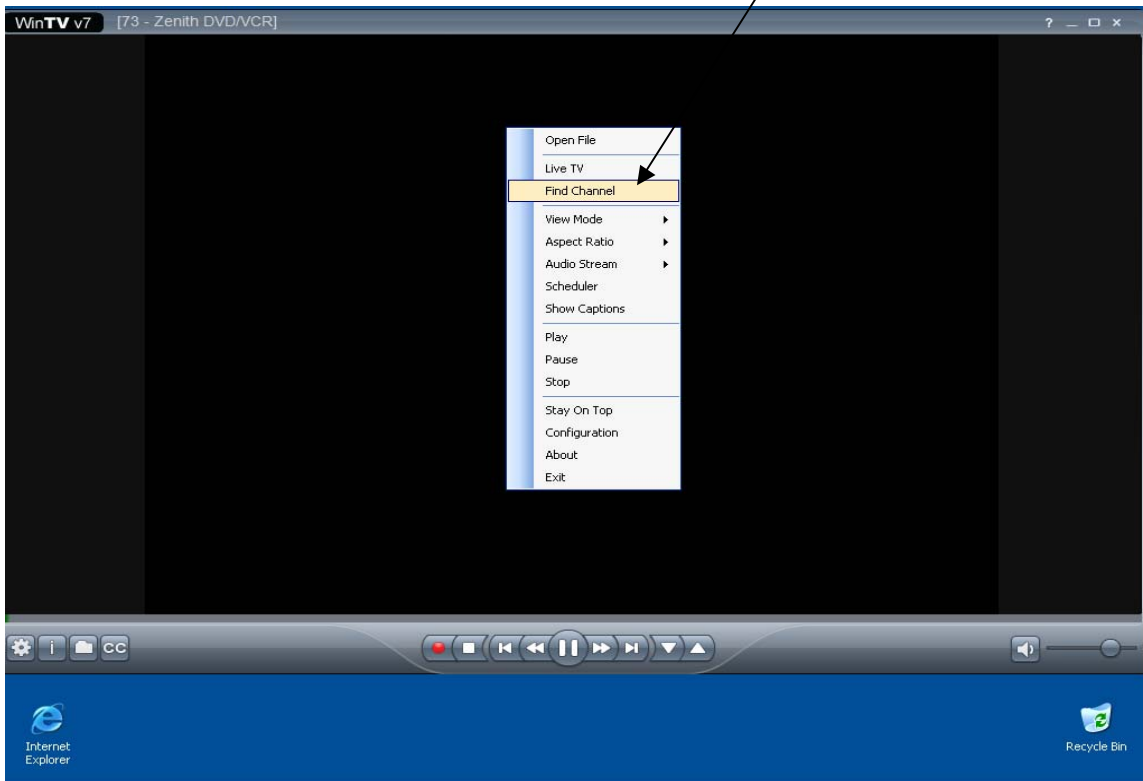 WinTV v7 [73 - Zenith DVD/VCR] ?
Open File
Live TV
Find Channel
View Mode
Aspect Ratio
Audio Stream
Scheduler
Show Captions
Play
Pause
Stop
Stay On Top
Configuration
About
Exit
i CC
Internet
Explorer
Recycle Bin